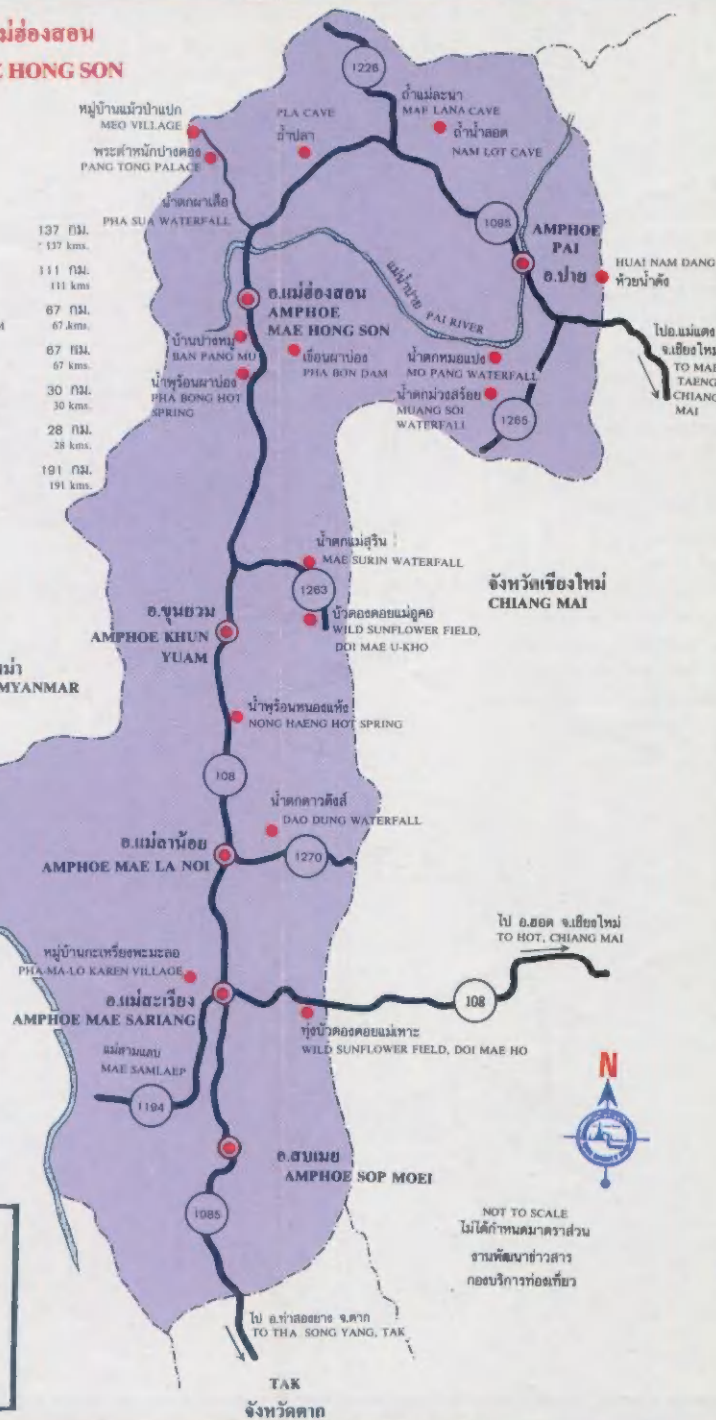 ม่ฮ่องสอน
E HONG SON
137 กม.
137 kms.
111 กม.
111 kms
67 กม.
67 kms.
67 กม.
67 kms.
30 กม.
30 kms.
28 กม.
28 kms.
191 กม.
191 kms.
1226
หมู่บ้านแม้วป่าแปก
MEO VILLAGE
พระตำหนักปางตอง
PANG TONG PALACE
น้ำตกผาเสื่อ
PHA SUA WATERFALL
PLA CAVE
ถ้ำปลา
ถ้ำแม่ละนา
MAE LANA CAVE
ถ้ำน้ำลอด
NAM LOT CAVE
1095
AMPHOE
PAI
อ.ปาย
HUAI NAM DANG
ห้วยน้ำดัง
แม่น้ำปาย PAI RIVER
อ.แม่ฮ่องสอน
AMPHOE
MAE HONG SON
บ้านปางหมู
BAN PANG MU
น้ำพุร้อนผาบ่อง
PHA BONG HOT
SPRING
เขื่อนผาบ่อง
PHA BON DAM
น้ำตกหมอแปง
MO PANG WATERFALL
น้ำตกม่วงสร้อย
MUANG SOI
WATERFALL
1265
ไปอ.แม่แตง
จ.เชียงใหม่
TO MAE
TAENG
CHIANG
MAI
น้ำตกแม่สุริน
MAE SURIN WATERFALL
1263
บัวตองดอยแม่อูคอ
WILD SUNFLOWER FIELD,
DOI MAE U-KHO
จังหวัดเชียงใหม่
CHIANG MAI
อ.ขุนยวม
AMPHOE KHUN
YUAM
ม่า
MYANMAR
น้ำพุร้อนหนองแห้ง
NONG HAENG HOT SPRING
108
น้ำตกดาวดึงส์
DAO DUNG WATERFALL
อ.แม่ลาน้อย
AMPHOE MAE LA NOI
1270
ไป อ.ฮอด จ.เชียงใหม่
TO HOT, CHIANG MAI
หมู่บ้านกะเหรี่ยงพะมะลอ
PHA-MA-LO KAREN VILLAGE
อ.แม่สะเรียง
AMPHOE MAE SARIANG
108
ทุ่งบัวตองดอยแม่เหาะ
WILD SUNFLOWER FIELD, DOI MAE HO
แม่สามแลบ
MAE SAMLAEP
1194
N
อ.สบเมย
AMPHOE SOP MOEI
1085
NOT TO SCALE
ไม่ได้กำหนดมาตราส่วน
งานพัฒนาข่าวสาร
กองบริการท่องเที่ยว
ไป อ.ท่าสองยาง จ.ตาก
TO THA SONG YANG, TAK
TAK
จังหวัดตาก